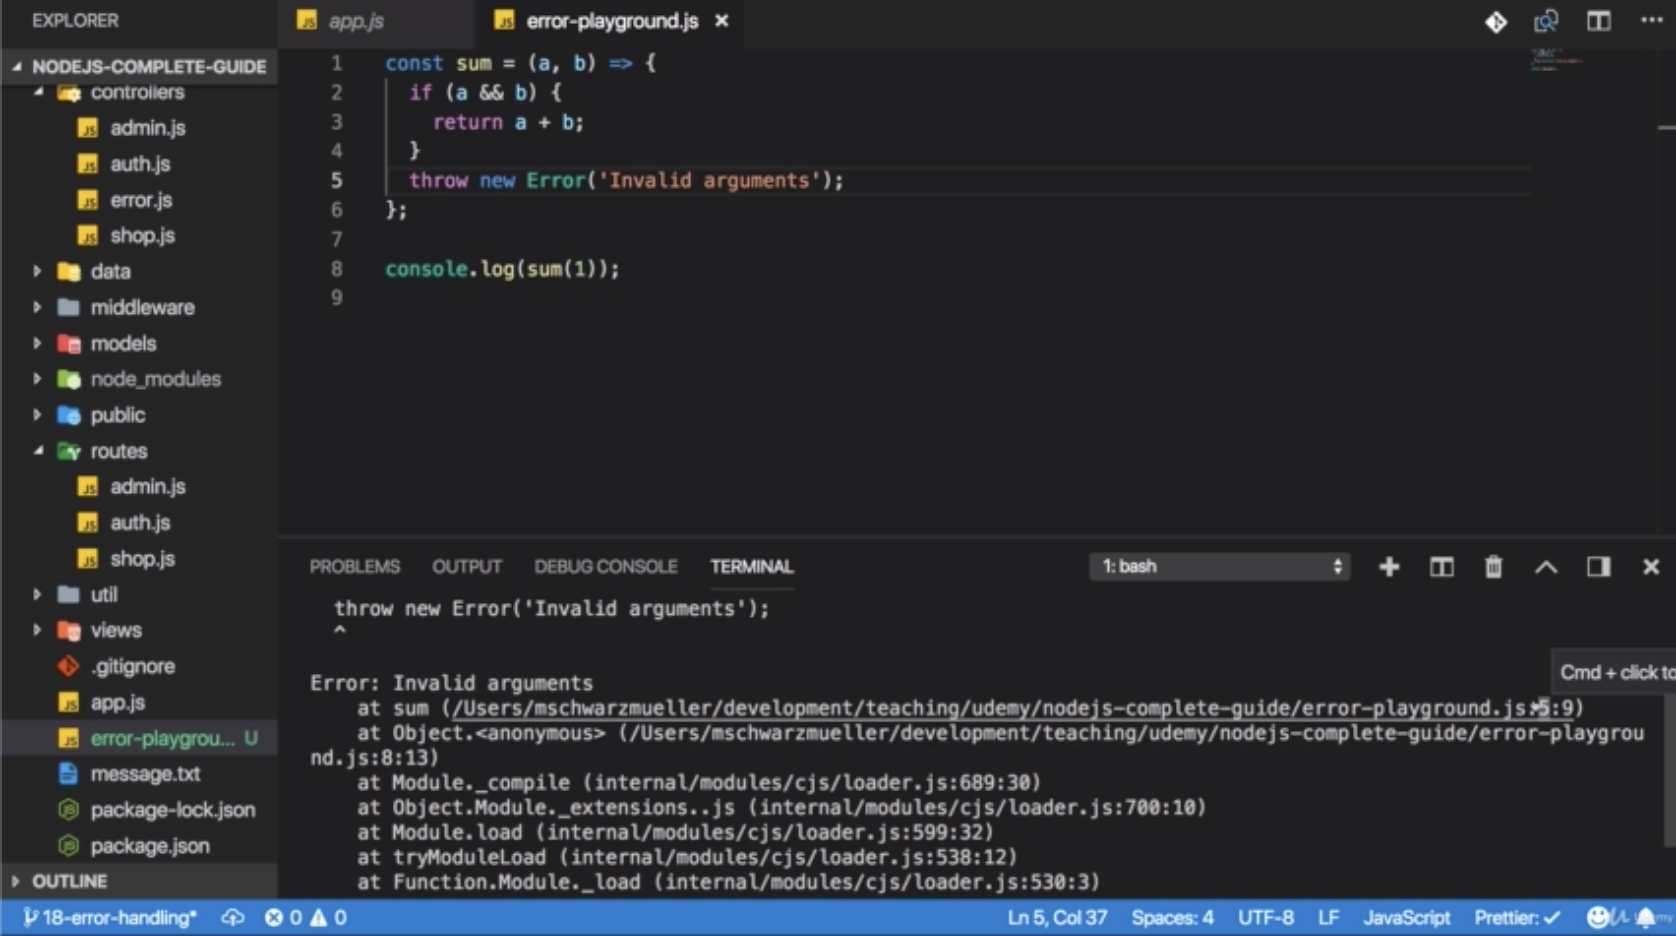 EXPLORER
NODEJS-COMPLETE-GUIDE
controllers
admin.js
auth.js
error.js
shop.js
data
middleware
models
node_modules
public
routes
admin.js
auth.js
shop.js
util
views
.gitignore
app.js
error-playgrou... U
message.txt
package-lock.json
package.json
OUTLINE
app.js
error-playground.js
1 const sum = (a, b) => {
2 if (a && b) {
3 return a + b;
4 }
5 throw new Error('Invalid arguments');
6 };
7
8 console.log(sum(1));
9
PROBLEMS OUTPUT DEBUG CONSOLE TERMINAL 1: bash
throw new Error('Invalid arguments');
^
Error: Invalid arguments
Cmd + click to
at sum (/Users/mschwarzmueller/development/teaching/udemy/nodejs-complete-guide/error-playground.js:5:9)
at Object.<anonymous> (/Users/mschwarzmueller/development/teaching/udemy/nodejs-complete-guide/error-playgrou
nd.js:8:13)
at Module._compile (internal/modules/cjs/loader.js:689:30)
at Object.Module._extensions..js (internal/modules/cjs/loader.js:700:10)
at Module.load (internal/modules/cjs/loader.js:599:32)
at tryModuleLoad (internal/modules/cjs/loader.js:538:12)
at Function.Module._load (internal/modules/cjs/loader.js:530:3)
18-error-handling* 0 0 Ln 5, Col 37 Spaces: 4 UTF-8 LF JavaScript Prettier: ✓